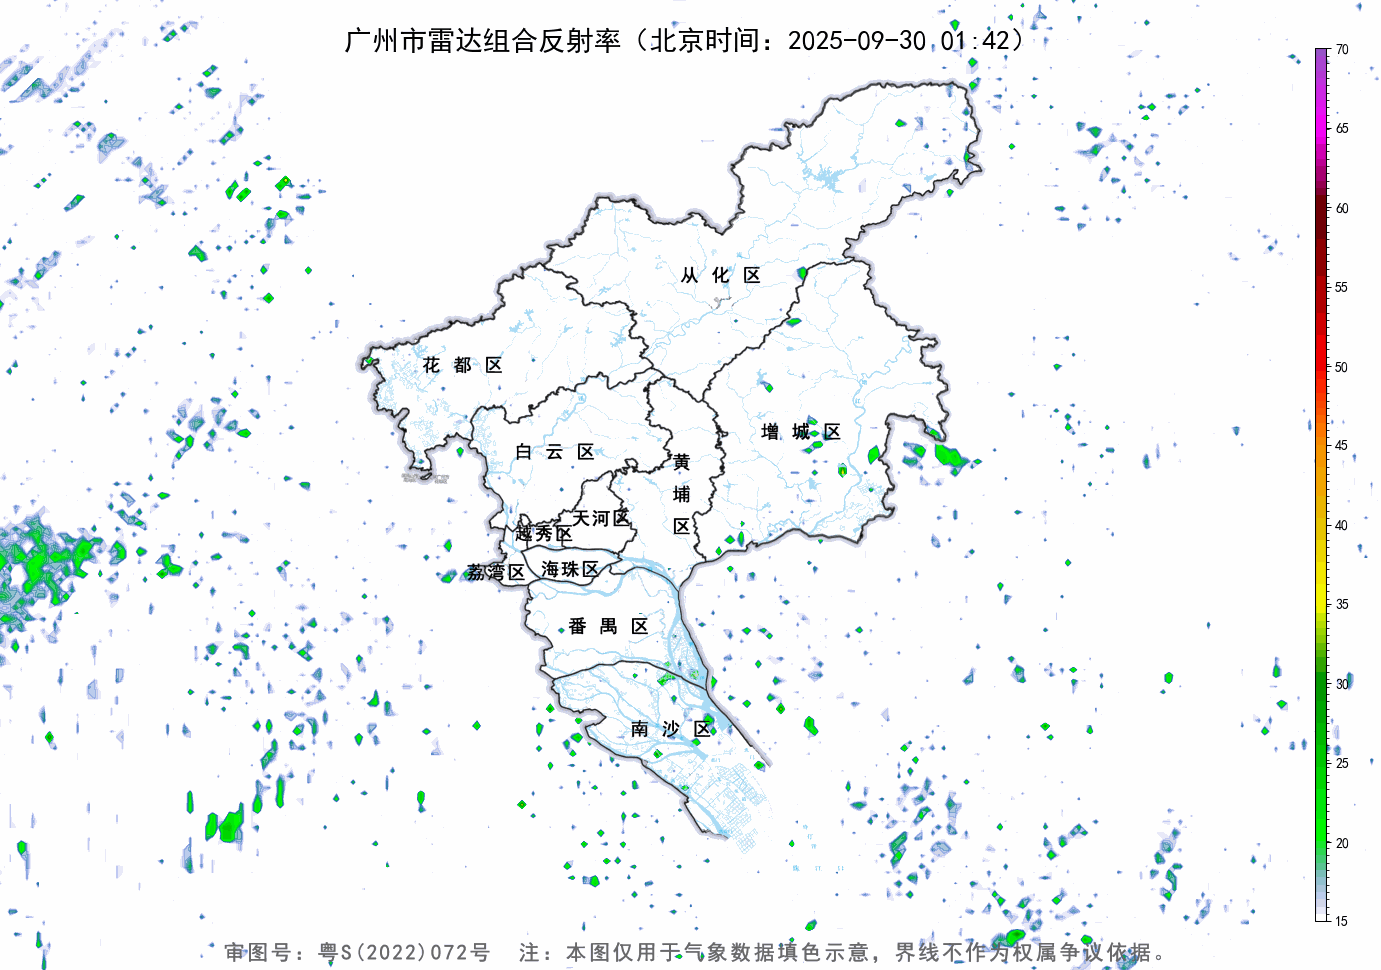 广州市雷达组合反射率（北京时间：2025-09-30 01:42）
70
65
60
55
50
45
40
35
30
25
20
15
从化区
花都区
增城区
白云区
黄埔区
天河区
越秀区
海珠区
荔湾区
番禺区
南沙区
审图号：粤S(2022)072号 注：本图仅用于气象数据填色示意，界线不作为权属争议依据。